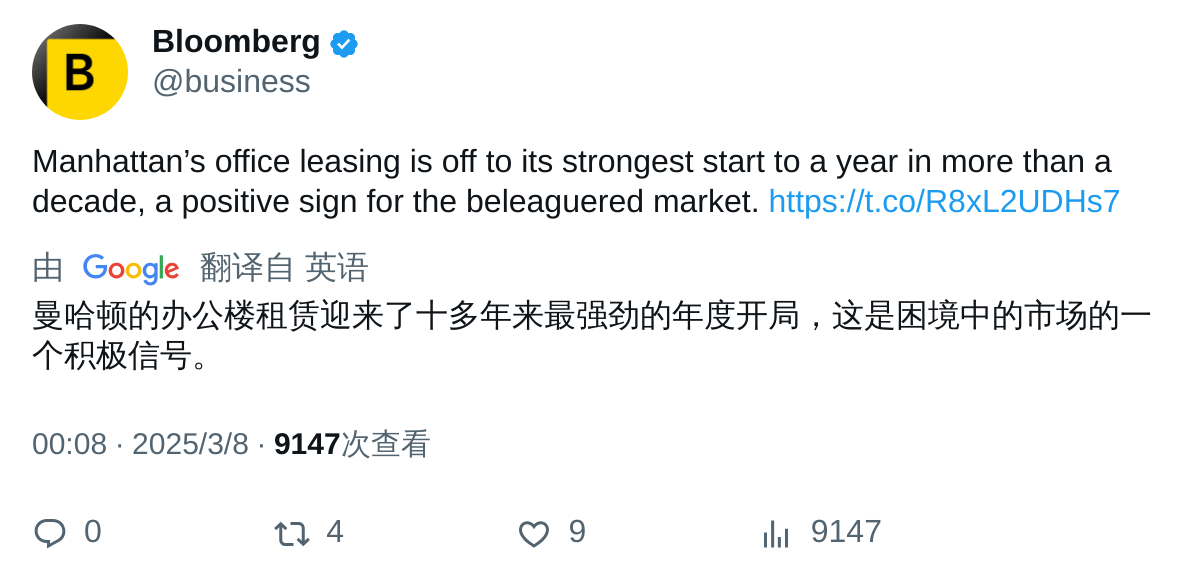 B
Bloomberg
@business
Manhattan’s office leasing is off to its strongest start to a year in more than a
decade, a positive sign for the beleaguered market. https://t.co/R8xL2UDHs7
由 Google 翻译自 英语
曼哈顿的办公楼租赁迎来了十多年来最强劲的年度开局，这是困境中的市场的一
个积极信号。
00:08 · 2025/3/8 · 9147次查看
0 4 9 9147